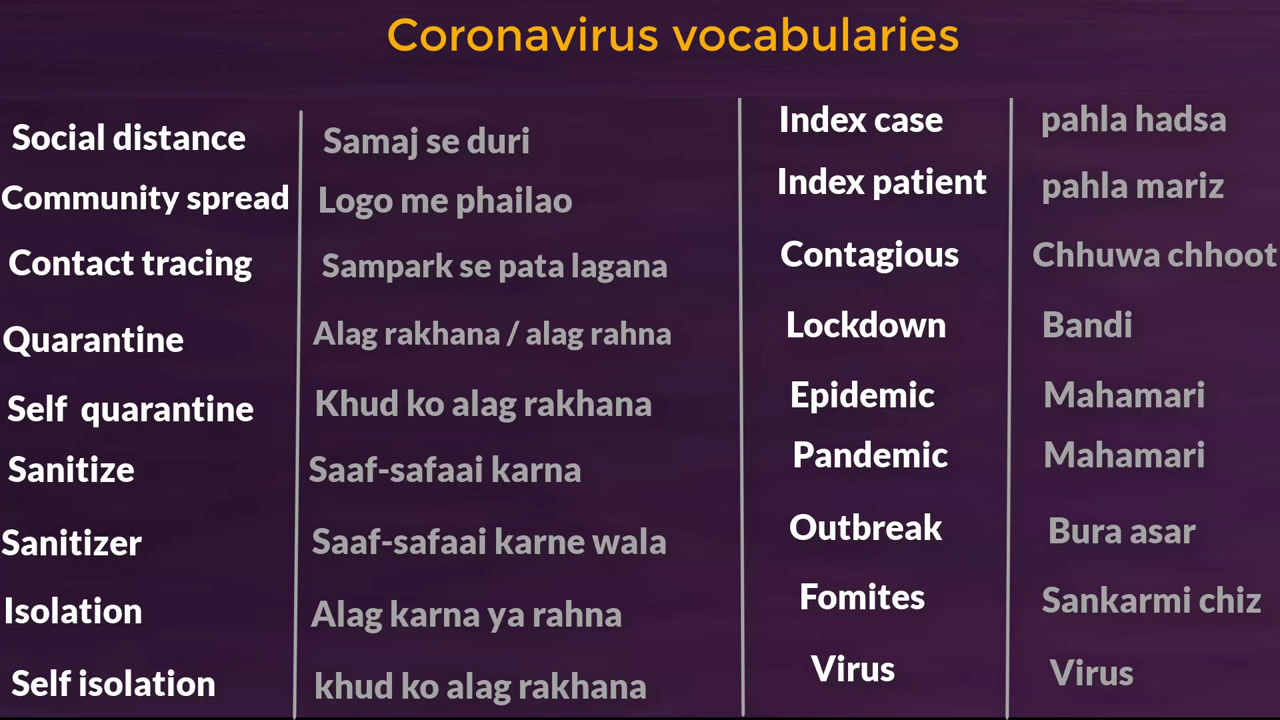 Coronavirus vocabularies
Social distance Samaj se duri
Community spread Logo me phailao
Contact tracing Sampark se pata lagana
Quarantine Alag rakhana / alag rahna
Self quarantine Khud ko alag rakhana
Sanitize Saaf-safaai karna
Sanitizer Saaf-safaai karne wala
Isolation Alag karna ya rahna
Self isolation khud ko alag rakhana
Index case pahla hadsa
Index patient pahla mariz
Contagious Chhuwa chhoot
Lockdown Bandi
Epidemic Mahamari
Pandemic Mahamari
Outbreak Bura asar
Fomites Sankarmi chiz
Virus Virus